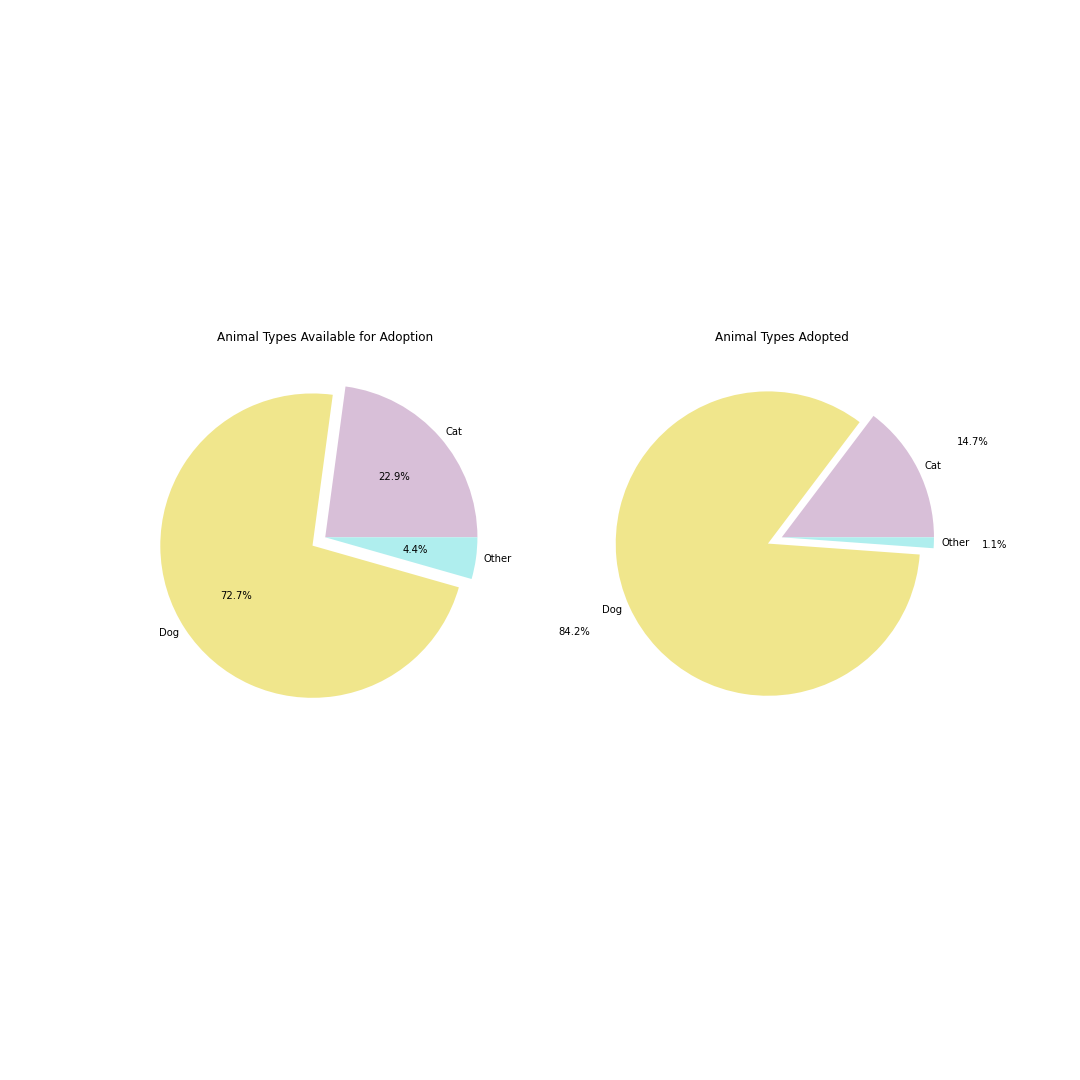 Animal Types Available for Adoption
Cat
22.9%
4.4%
Other
72.7%
Dog
Animal Types Adopted
14.7%
Cat
Other
1.1%
Dog
84.2%